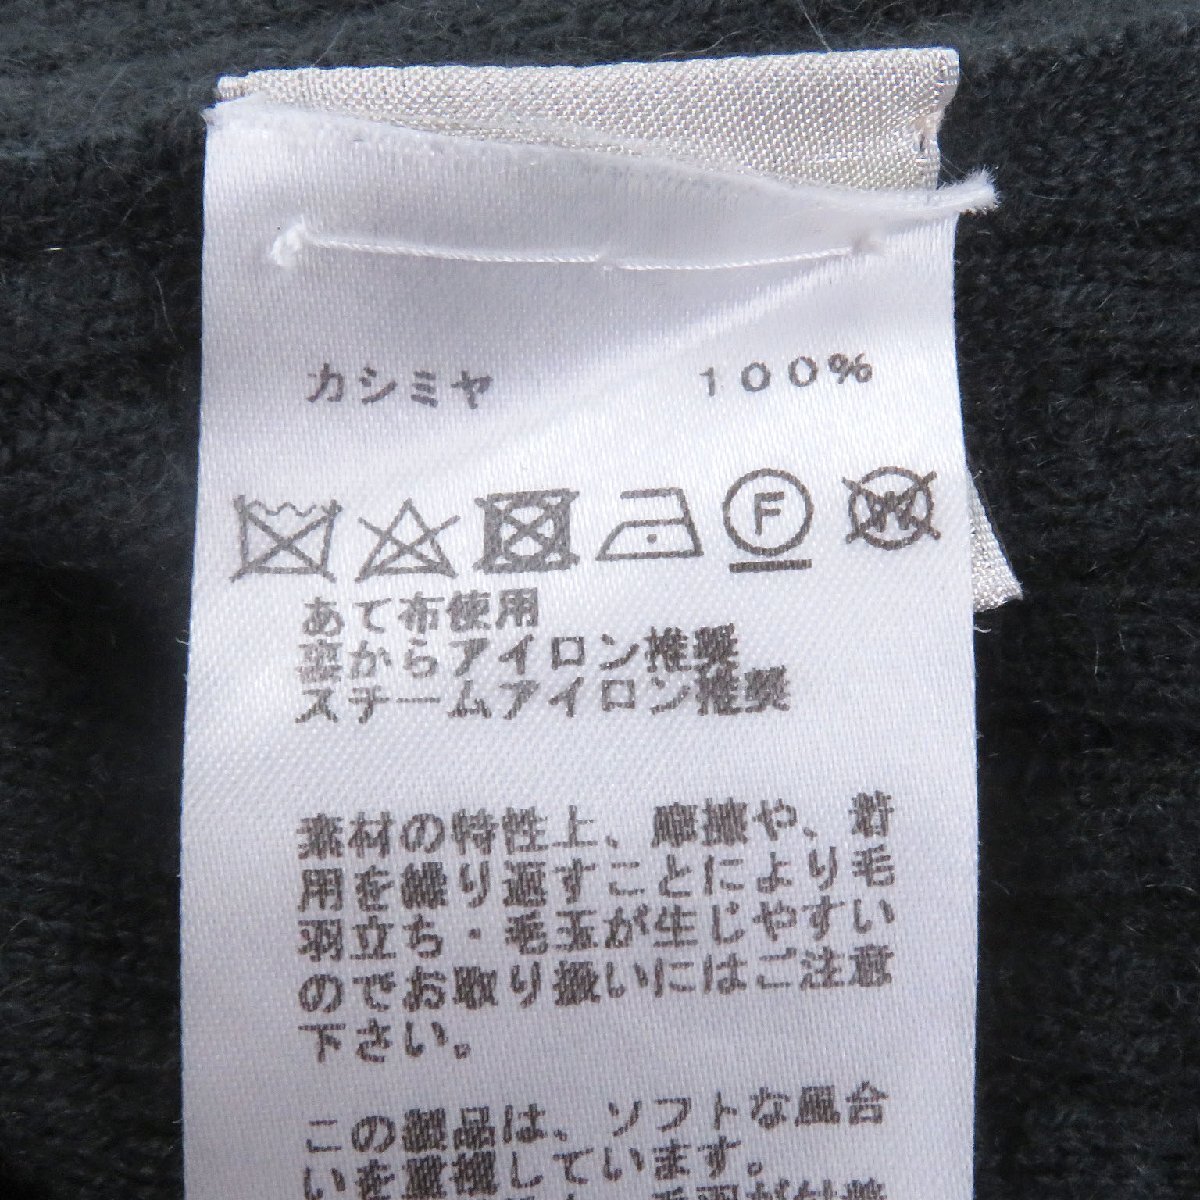 カシミヤ 100%
F W
あて布使用
裏からアイロン推奨
スチームアイロン推奨
素材の特性上、摩擦や、着
用を繰り返すことにより毛
羽立ち・毛玉が生じやすい
のでお取り扱いにはご注意
下さい。
この製品は、ソフトな風合
いを重視しています。
毛羽が付着